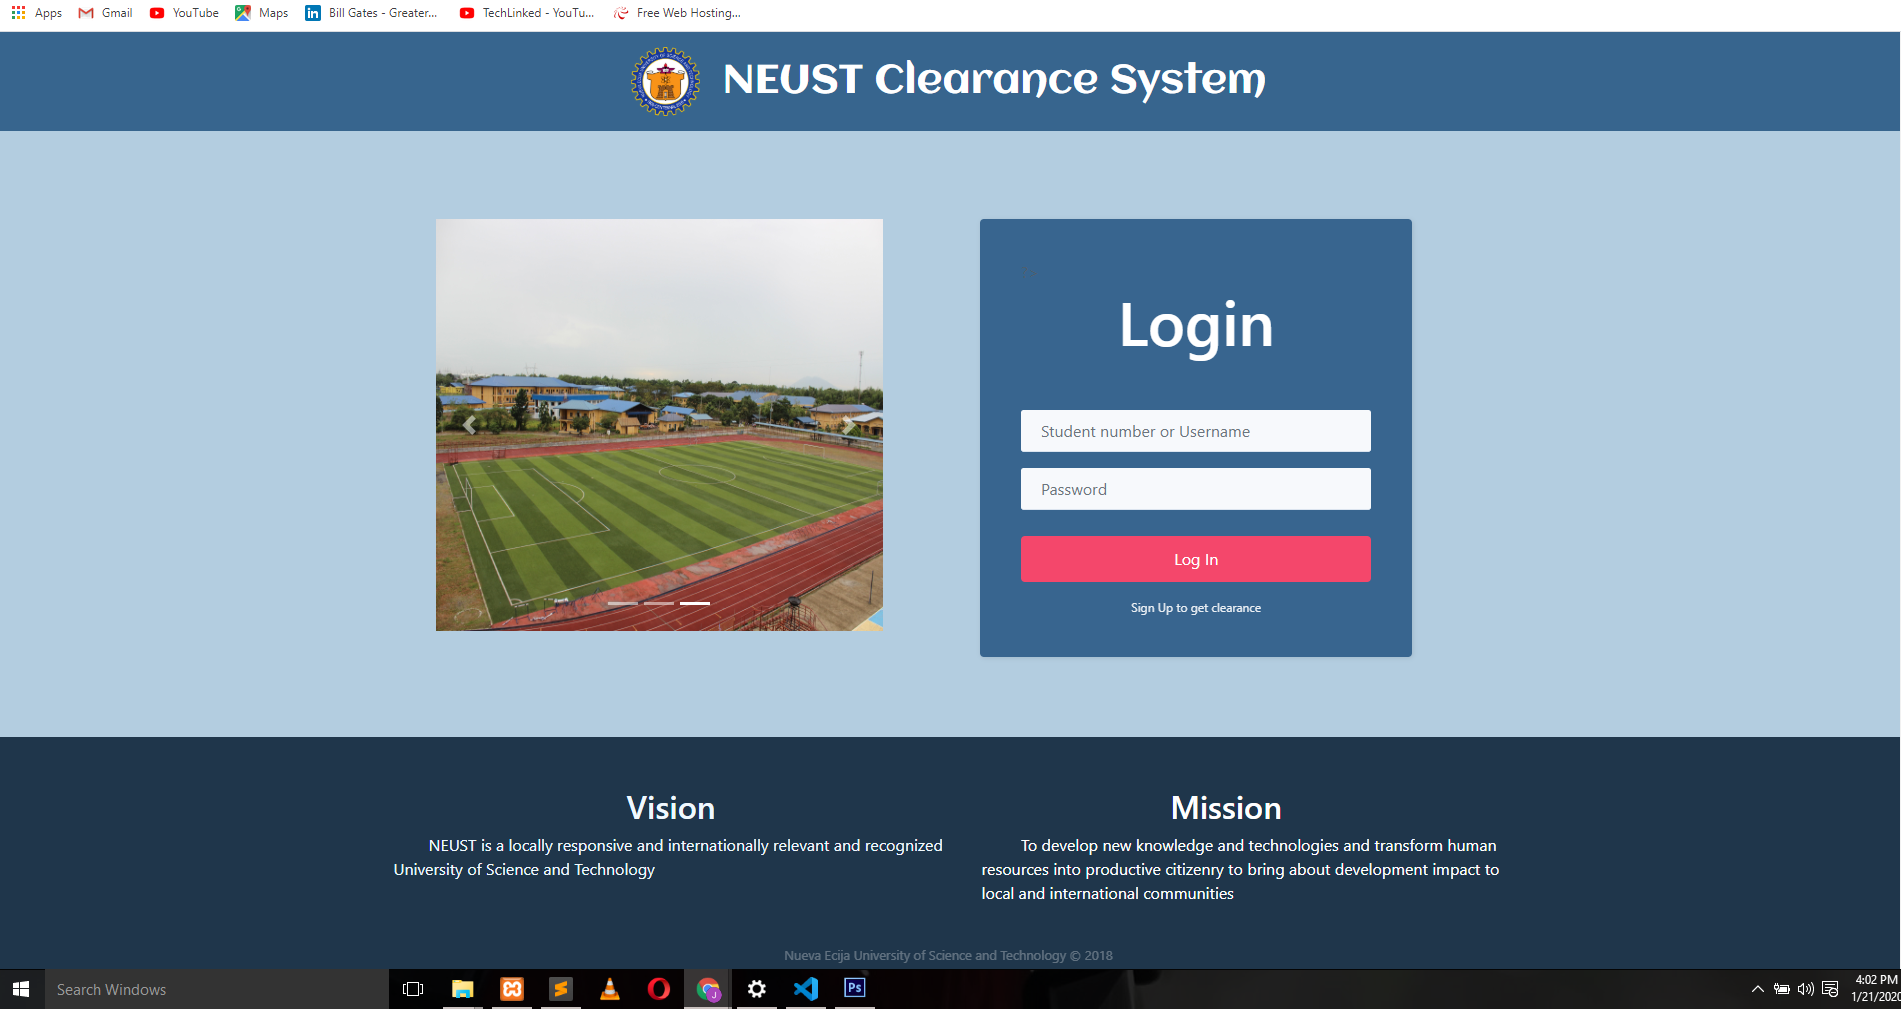 Apps Gmail YouTube Maps Bill Gates - Greater... TechLinked - YouTu... Free Web Hosting...
NEUST Clearance System
Login
Student number or Username
Password
Log In
Sign Up to get clearance
Vision
NEUST is a locally responsive and internationally relevant and recognized
University of Science and Technology
Mission
To develop new knowledge and technologies and transform human
resources into productive citizenry to bring about development impact to
local and international communities
Nueva Ecija University of Science and Technology © 2018
Search Windows
Ps
4:02 PM
1/21/2020